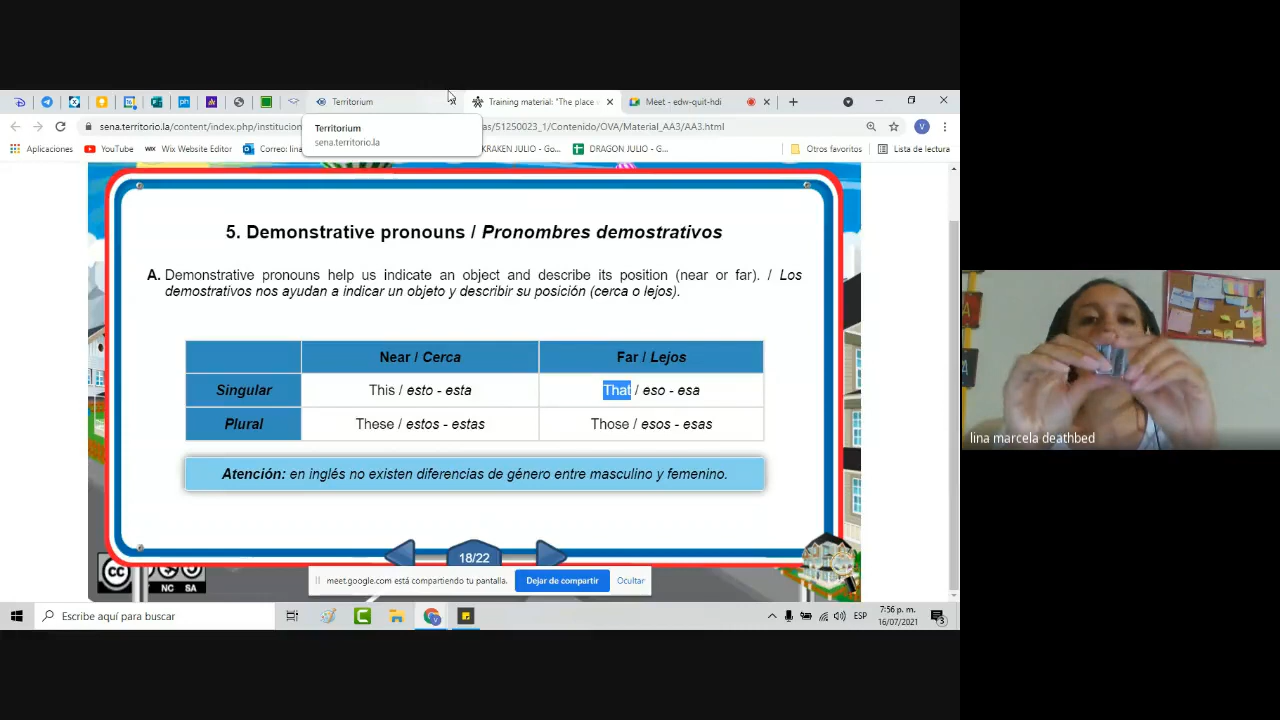 Territorium
Training material: "The place
Meet - edw-quit-hdi
sena.territorio.la/content/index.php/institucion
as/51250023_1/Contenido/OVA/Material_AA3/AA3.html
Territorium
sena.territorio.la
Aplicaciones
YouTube
Wix Website Editor
Correo: lina
KRAKEN JULIO - Go...
DRAGON JULIO - G...
Otros favoritos
Lista de lectura
5. Demonstrative pronouns / Pronombres demostrativos
A. Demonstrative pronouns help us indicate an object and describe its position (near or far). / Los
demostrativos nos ayudan a indicar un objeto y describir su posición (cerca o lejos).
Near / Cerca
Far / Lejos
Singular
This / esto - esta
That / eso - esa
Plural
These / estos - estas
Those / esos - esas
Atención: en inglés no existen diferencias de género entre masculino y femenino.
18/22
cc
NC SA
meet.google.com está compartiendo tu pantalla.
Dejar de compartir
Ocultar
lina marcela deathbed
Escribe aquí para buscar
ESP
7:56 p. m.
16/07/2021
3